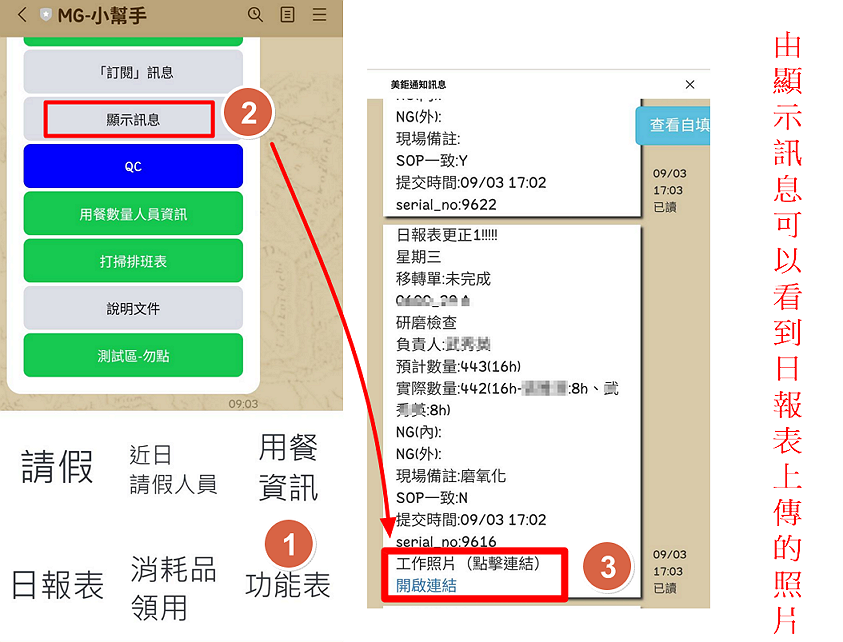 MG-小幫手
「訂閱」訊息
顯示訊息
2
QC
用餐數量人員資訊
打掃排班表
說明文件
測試區-勿點
09:03
請假
近日
請假人員
用餐
資訊
1
日報表
消耗品
領用
功能表
美鉅通知訊息
NG(外):
現場備註:
SOP一致:Y
提交時間:09/03 17:02
serial_no:9622
查看自填
09/03
17:03
已讀
日報表更正1!!!!!
星期三
移轉單:未完成
研磨檢查
負責人:
預計數量:443(16h)
實際數量:442(16h-:8h、武
:8h)
NG(內):
NG(外):
現場備註:磨氧化
SOP一致:N
提交時間:09/03 17:02
serial_no:9616
工作照片（點擊連結）
開啟連結
3
09/03
17:03
已讀
由顯示訊息可以看到日報表上傳的照片